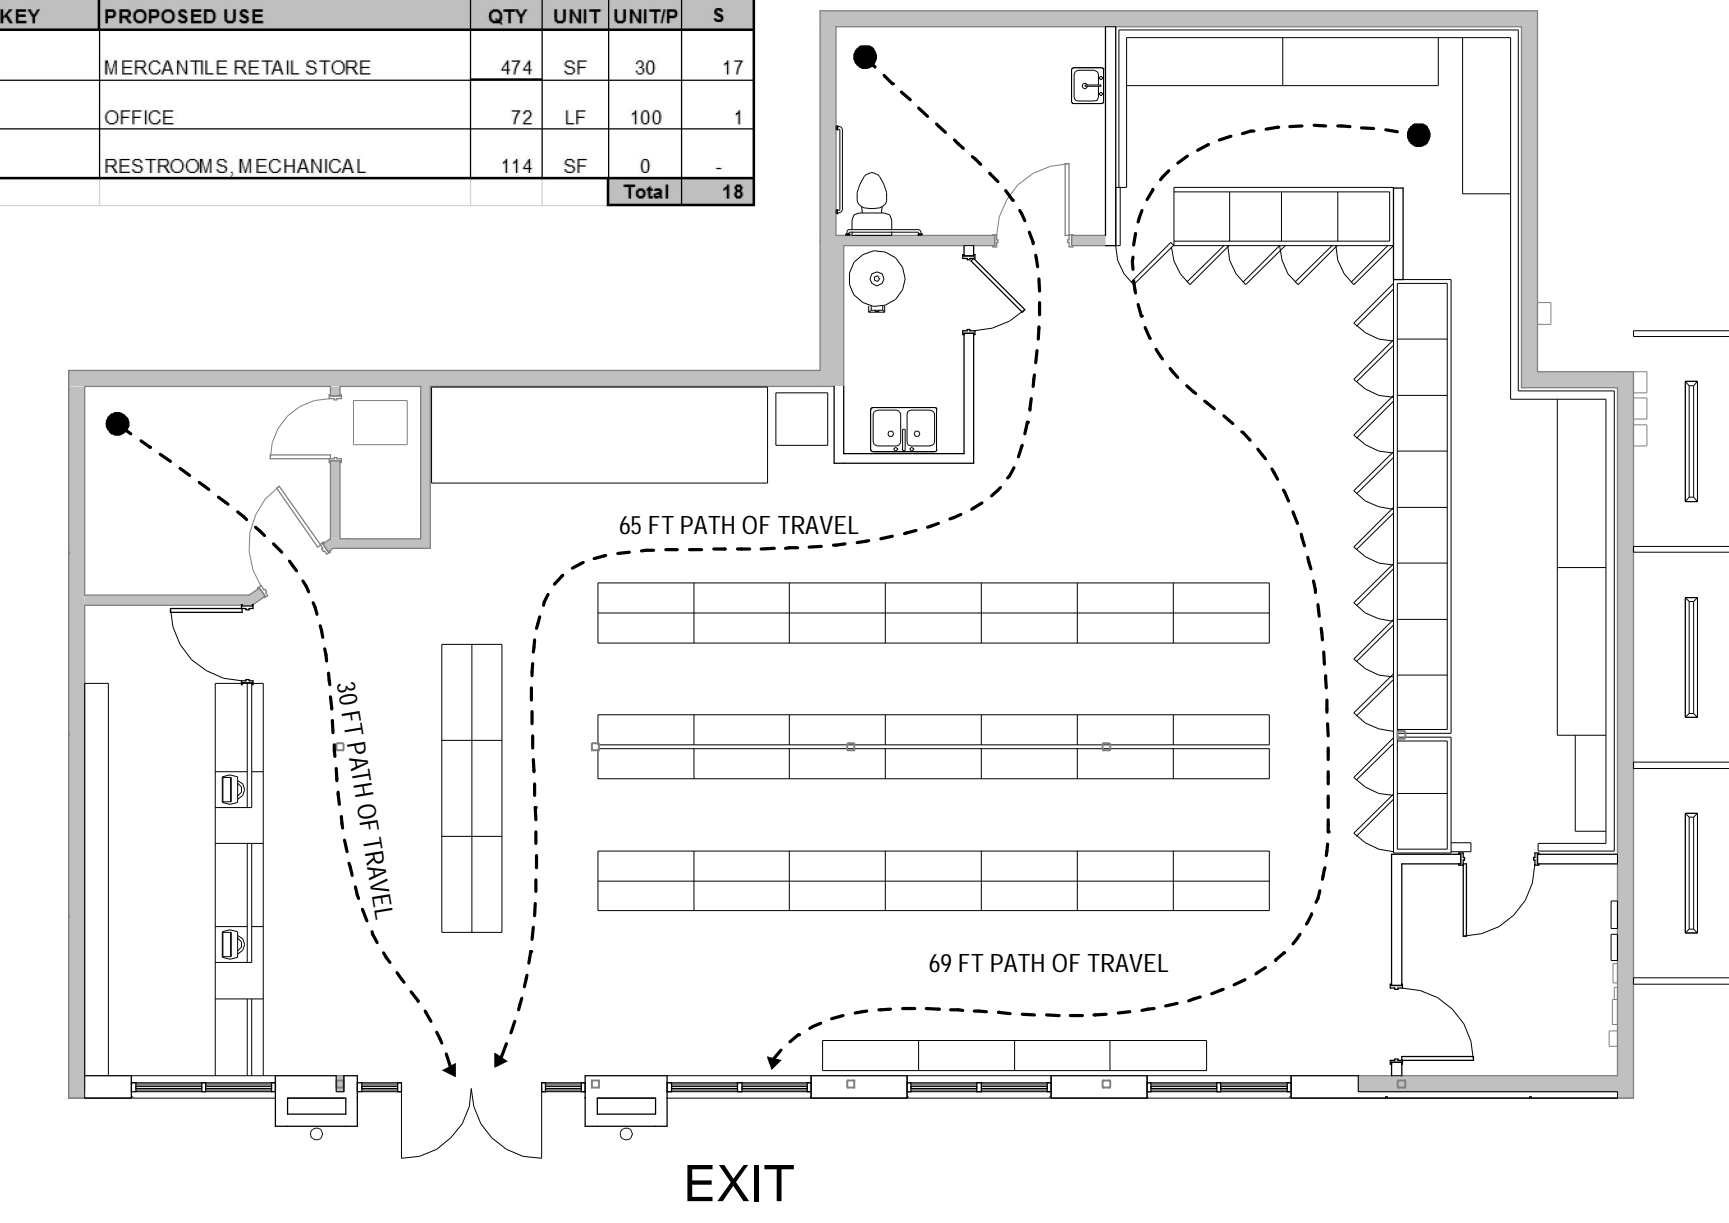 KEY PROPOSED USE QTY UNIT UNIT/P S
MERCANTILE RETAIL STORE 474 SF 30 17
OFFICE 72 LF 100 1
RESTROOMS, MECHANICAL 114 SF 0 -
Total 18
65 FT PATH OF TRAVEL
30 FT PATH OF TRAVEL
69 FT PATH OF TRAVEL
EXIT